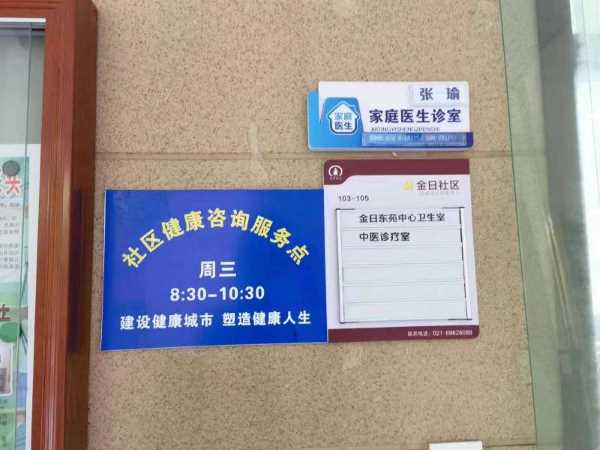 张 瑜
家庭
医生
家庭医生诊室
JIATINGYISHENGZHENSHI
社区健康咨询服务点
周三
8:30-10:30
建设健康城市 塑造健康人生
金日社区
103-105
金日东苑中心卫生室
中医诊疗室